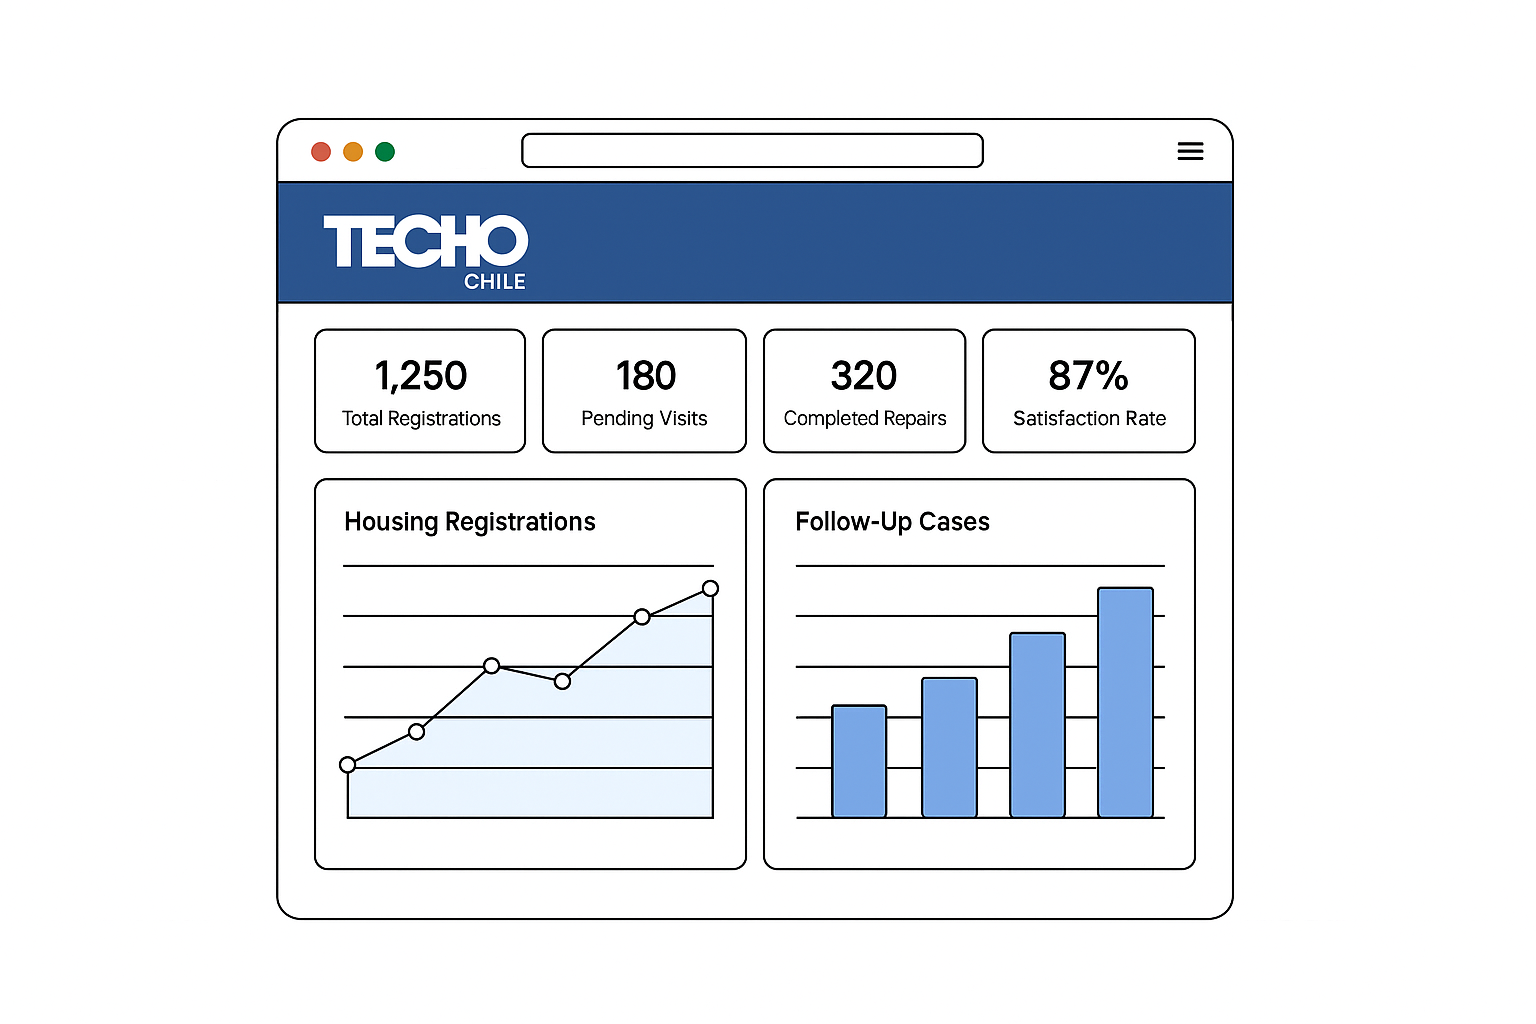 TECHO
CHILE
1,250
Total Registrations
180
Pending Visits
320
Completed Repairs
87%
Satisfaction Rate
Housing Registrations
Follow-Up Cases